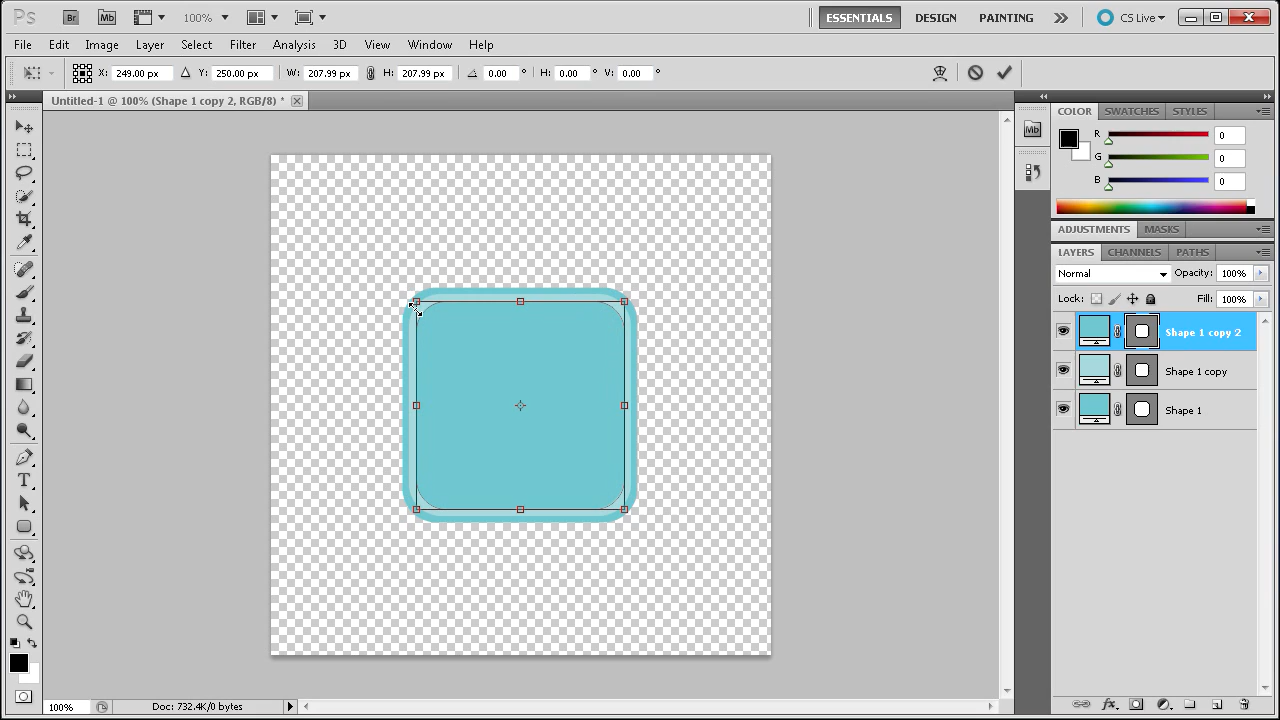 Ps Br Mb 100% ESSENTIALS DESIGN PAINTING CS Live
File Edit Image Layer Select Filter Analysis 3D View Window Help
X: 249.00 px Y: 250.00 px W: 207.99 px H: 207.99 px 0.00 ° H: 0.00 ° V: 0.00 °
Untitled-1 @ 100% (Shape 1 copy 2, RGB/8) *
COLOR SWATCHES STYLES
Mb
R 0
G 0
B 0
ADJUSTMENTS MASKS
LAYERS CHANNELS PATHS
Normal Opacity: 100%
Lock: Fill: 100%
Shape 1 copy 2
Shape 1 copy
Shape 1
T
fx
100% Doc: 732.4K/0 bytes